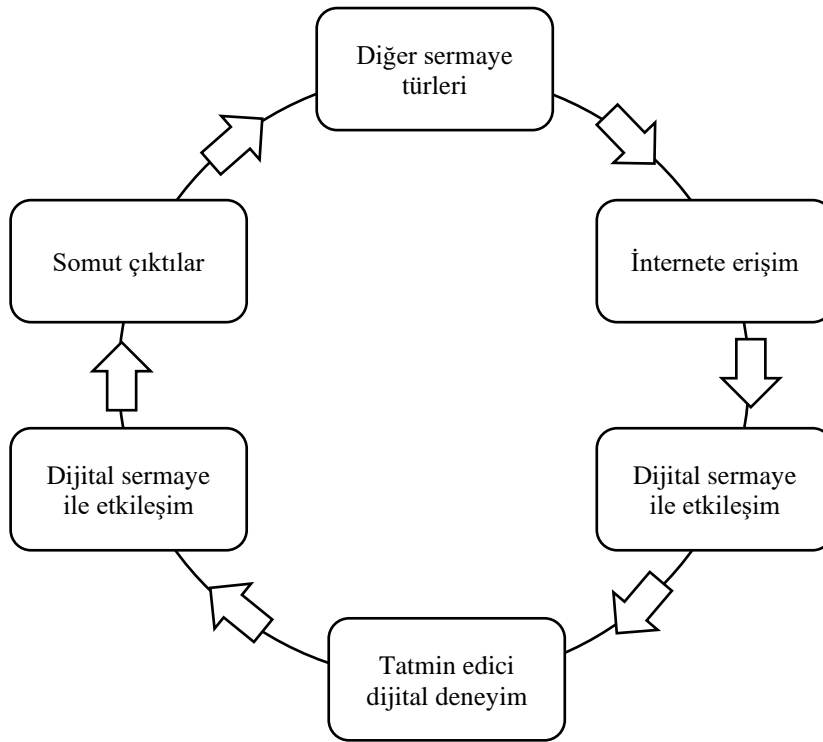 Diğer sermaye
türleri
İnternete erişim
Dijital sermaye
ile etkileşim
Tatmin edici
dijital deneyim
Dijital sermaye
ile etkileşim
Somut çıktılar